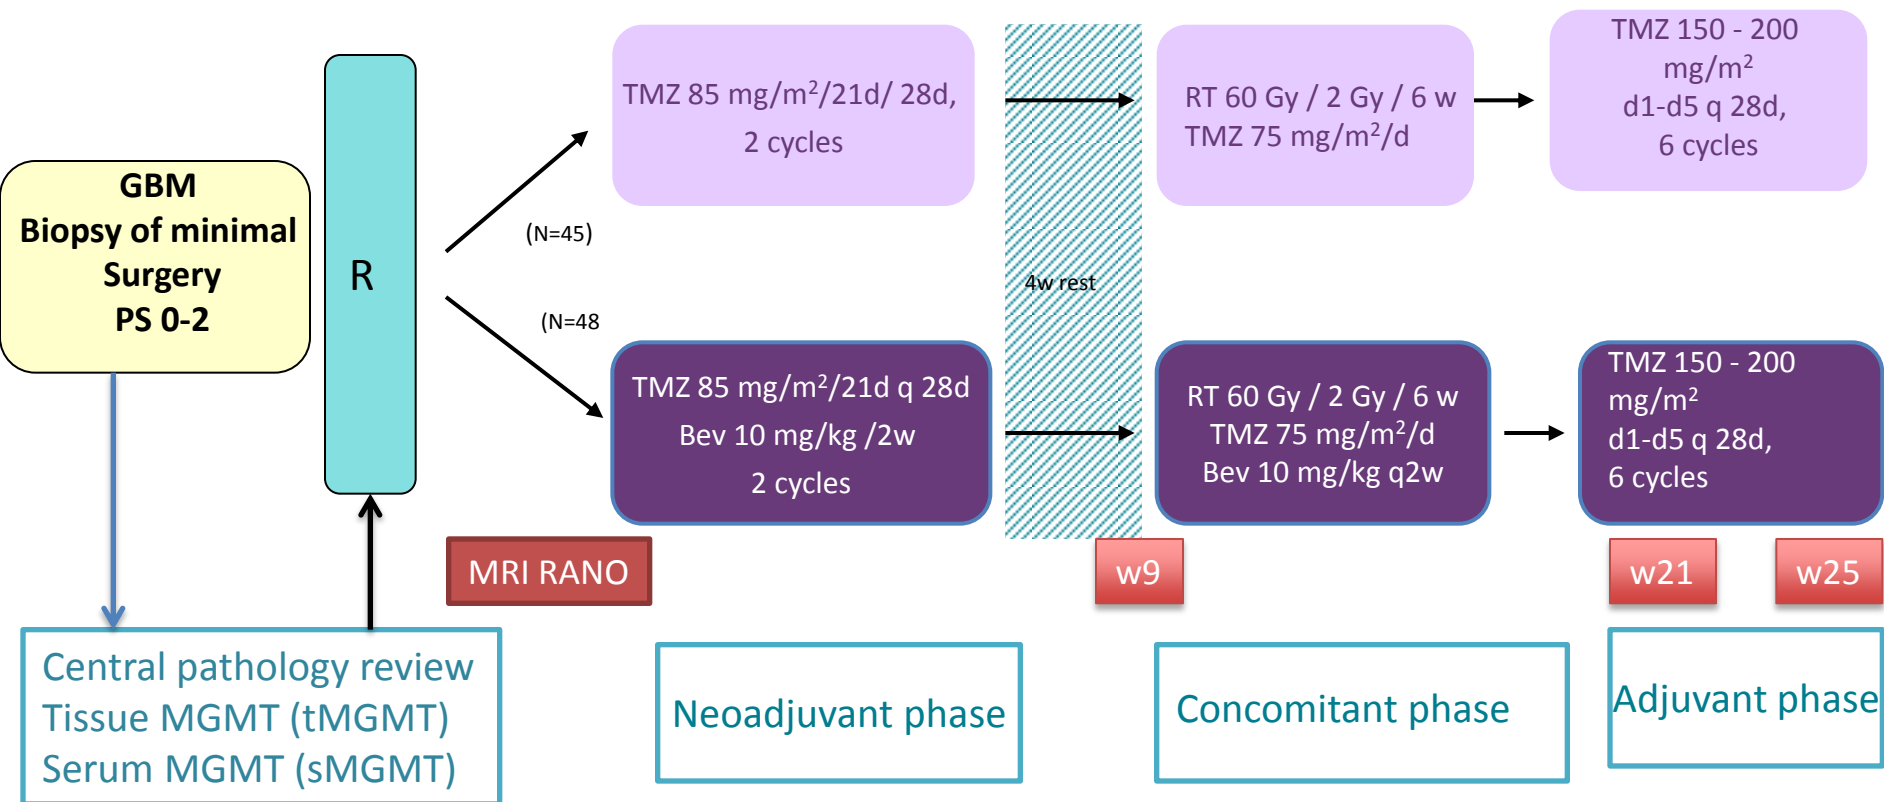 GBM
Biopsy of minimal
Surgery
PS 0-2
R
(N=45)
(N=48
TMZ 85 mg/m²/21d/ 28d,
2 cycles
4w rest
RT 60 Gy / 2 Gy / 6 w
TMZ 75 mg/m²/d
TMZ 150 - 200
mg/m²
d1-d5 q 28d,
6 cycles
TMZ 85 mg/m²/21d q 28d
Bev 10 mg/kg /2w
2 cycles
RT 60 Gy / 2 Gy / 6 w
TMZ 75 mg/m²/d
Bev 10 mg/kg q2w
TMZ 150 - 200
mg/m²
d1-d5 q 28d,
6 cycles
MRI RANO
w9
w21
w25
Central pathology review
Tissue MGMT (tMGMT)
Serum MGMT (sMGMT)
Neoadjuvant phase
Concomitant phase
Adjuvant phase